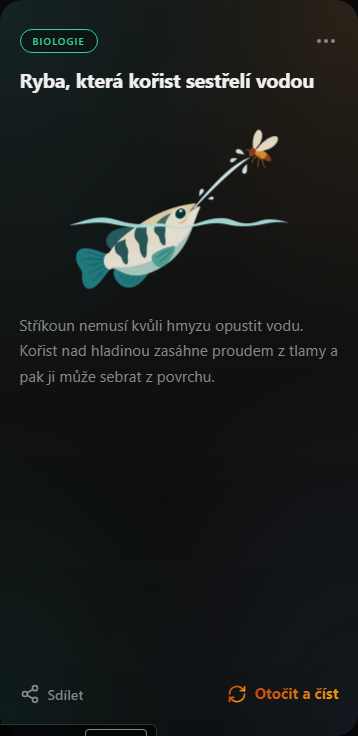 BIOLOGIE
Ryba, která kořist sestřelí vodou
Stříkoun nemusí kvůli hmyzu opustit vodu.
Kořist nad hladinou zasáhne proudem z tlamy a
pak ji může sebrat z povrchu.
Sdílet
Otočit a číst